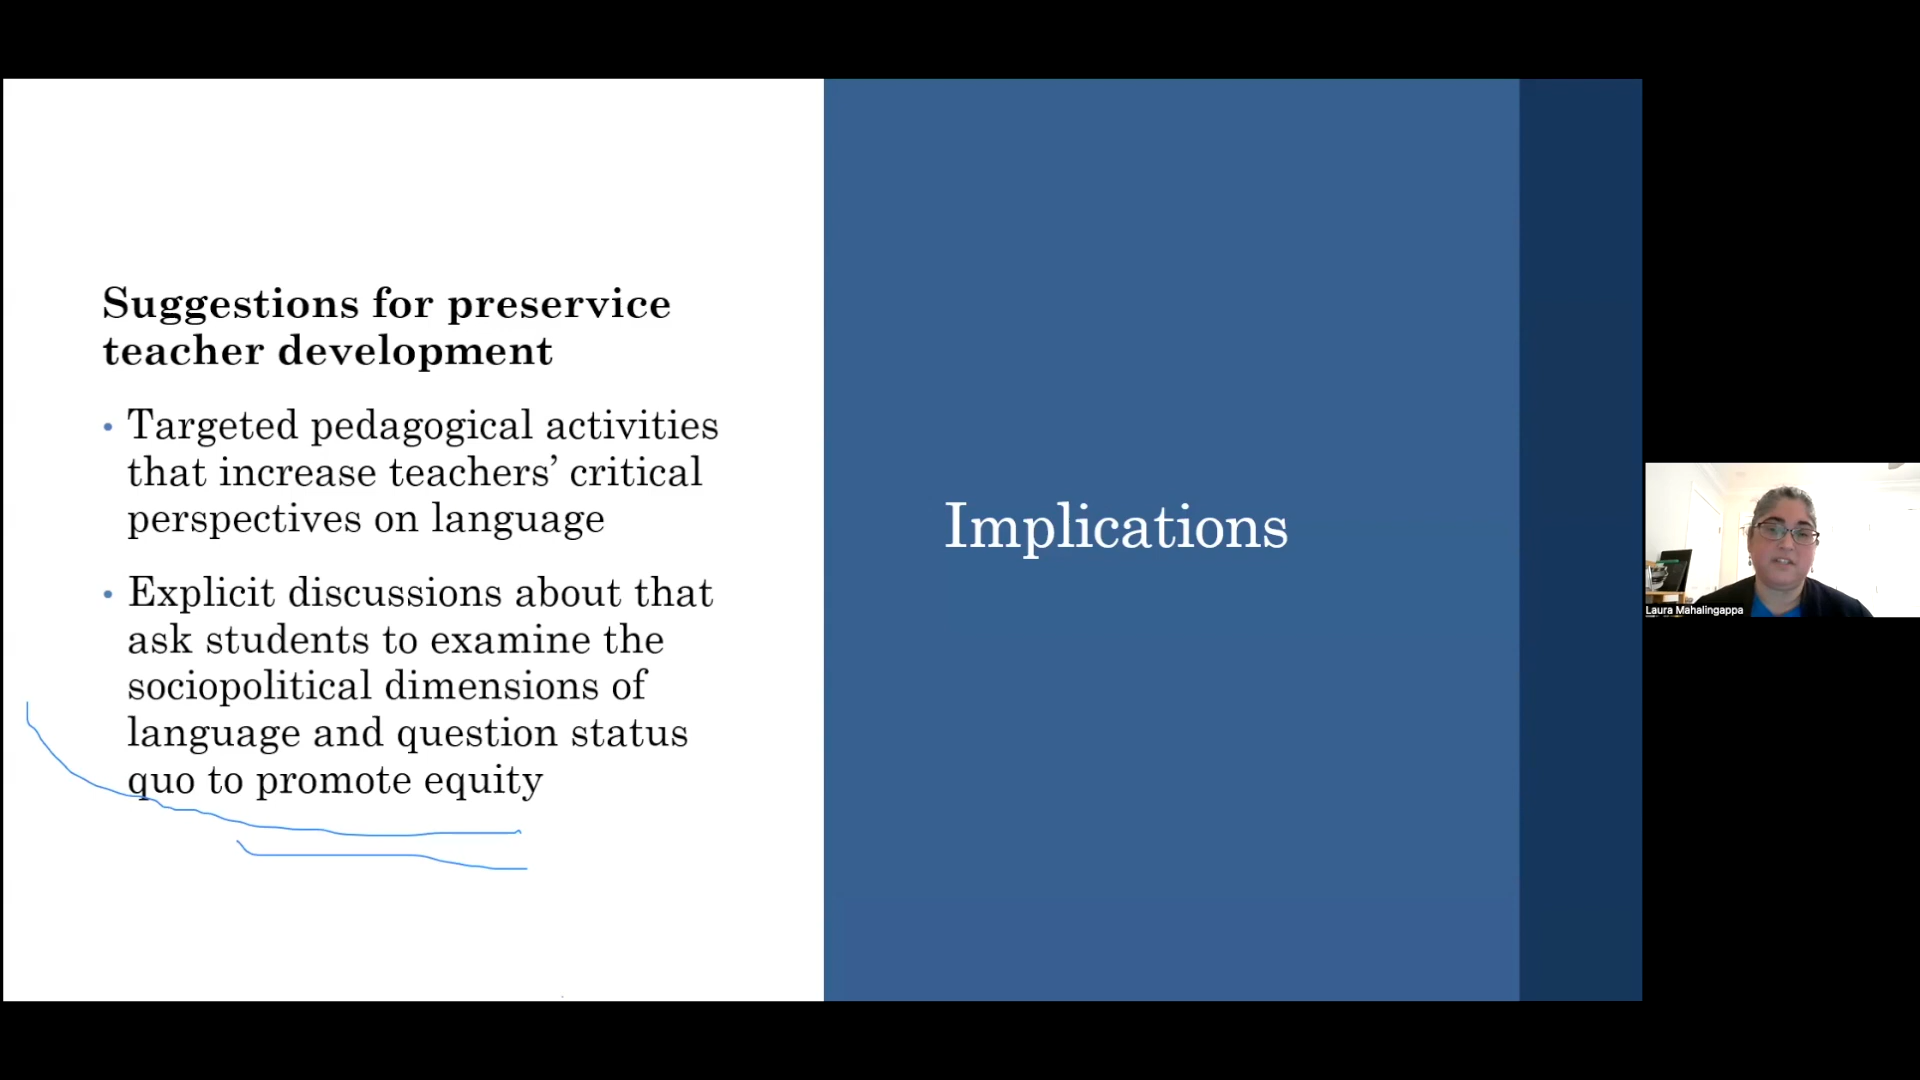 Suggestions for preservice
teacher development
• Targeted pedagogical activities
that increase teachers’ critical
perspectives on language
• Explicit discussions about that
ask students to examine the
sociopolitical dimensions of
language and question status
quo to promote equity
Implications
Laura Mahalingappa